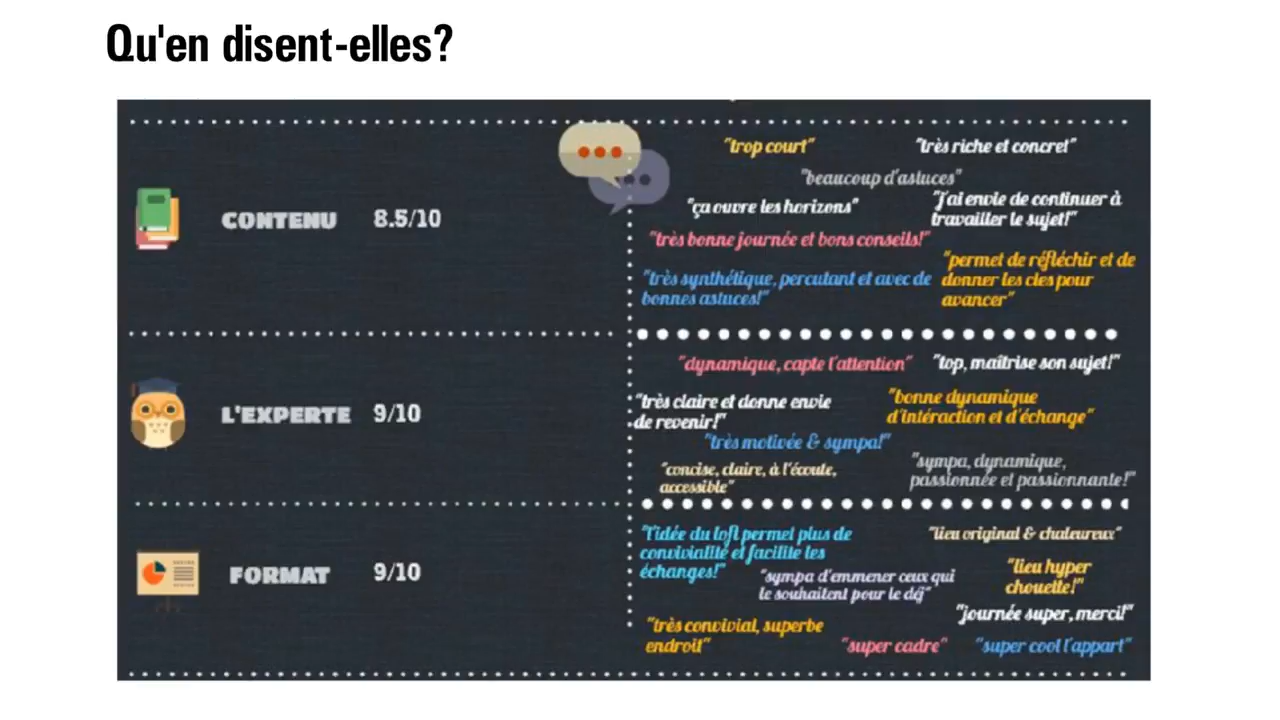 Qu'en disent-elles?
CONTENU 8.5/10
"trop court"
"très riche et concret"
"beaucoup d'astuces"
"ça ouvre les horizons"
"J'ai envie de continuer à
travailler le sujet!"
"très bonne journée et bons conseils!"
"très synthétique, percutant et avec de
bonnes astuces!"
"permet de réfléchir et de
donner les cles pour
avancer"
L'EXPERTE 9/10
"dynamique, capte l'attention"
"top, maîtrise son sujet!"
"très claire et donne envie
de revenir!"
"bonne dynamique
d'intéraction et d'échange"
"très motivée & sympa!"
"concise, claire, à l'écoute,
accessible"
"sympa, dynamique,
passionnée et passionnante!"
FORMAT 9/10
"l'idée du loft permet plus de
convivialité et facilite les
échanges!"
"lieu original & chaleureux"
"sympa d'emmener ceux qui
le souhaitent pour le déj"
"lieu hyper
chouette!"
"journée super, merci!"
"très convivial, superbe
endroit"
"super cadre"
"super cool l'appart"